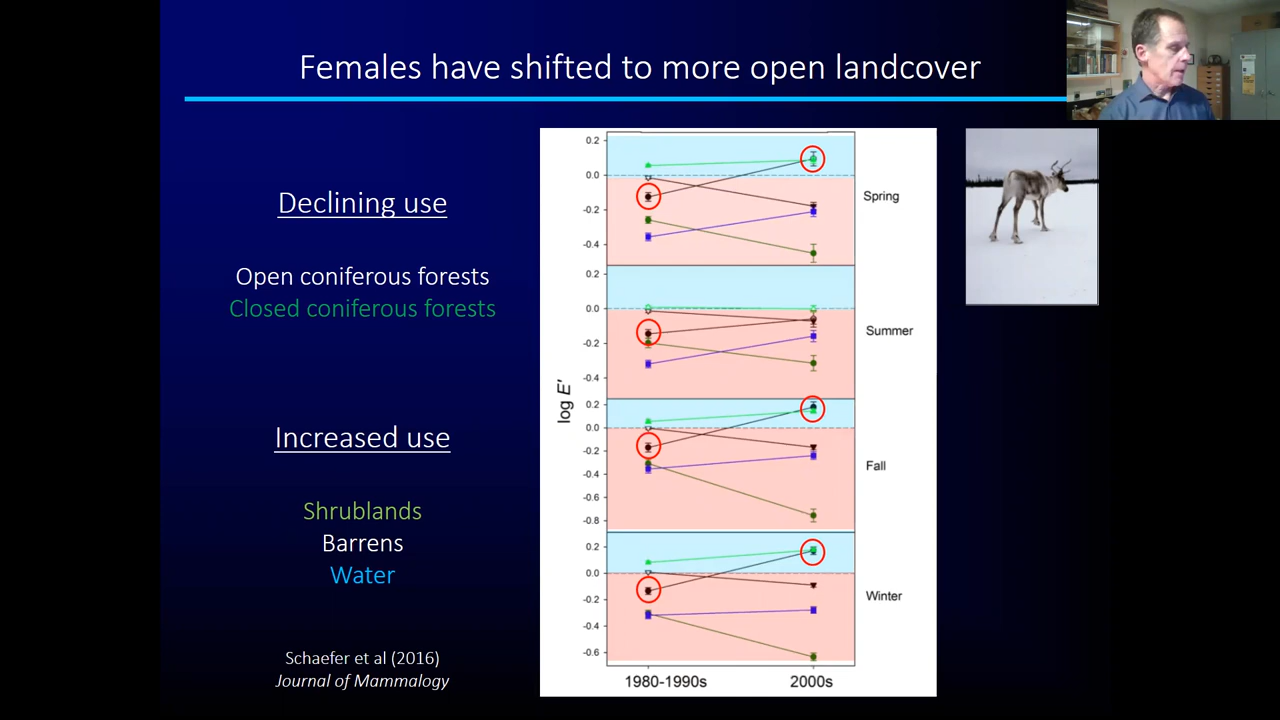 Females have shifted to more open landcover
Declining use
Open coniferous forests
Closed coniferous forests
Increased use
Shrublands
Barrens
Water
Schaefer et al (2016)
Journal of Mammalogy
log E′
0.2
0.0
-0.2
-0.4
Spring
0.2
0.0
-0.2
-0.4
Summer
0.2
0.0
-0.2
-0.4
-0.6
-0.8
Fall
0.2
0.0
-0.2
-0.4
-0.6
Winter
1980-1990s
2000s